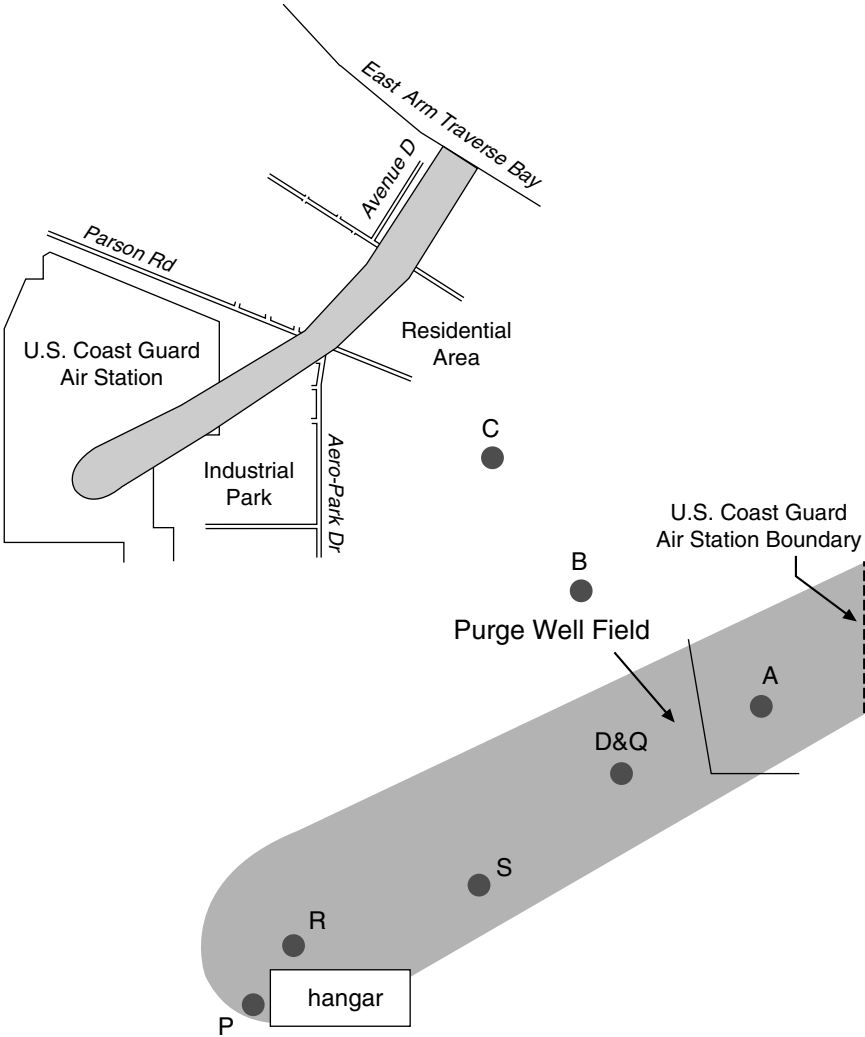 East Arm Traverse Bay
Avenue D
Parson Rd
U.S. Coast Guard
Air Station
Residential
Area
Industrial
Park
Aero-Park Dr
C
U.S. Coast Guard
Air Station Boundary
B
Purge Well Field
A
D&Q
S
R
hangar
P